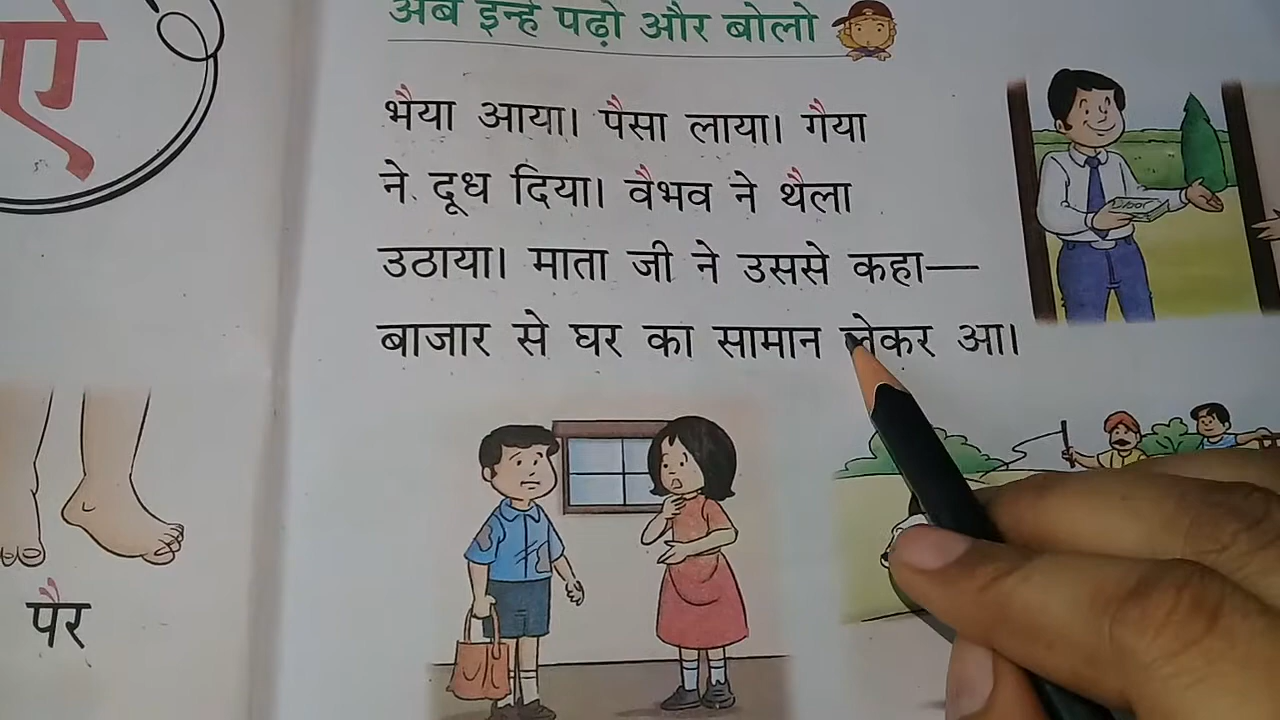 अब इन्हें पढ़ो और बोलो
भैया आया। पैसा लाया। गैया
ने दूध दिया। वैभव ने थैला
उठाया। माता जी ने उससे कहा—
बाजार से घर का सामान लेकर आ।
पैर